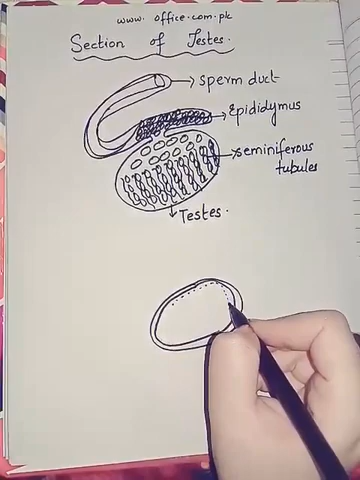 www.office.com.pk
Section of Testes.
sperm duct
Epididymus
seminiferous
tubules
Testes.